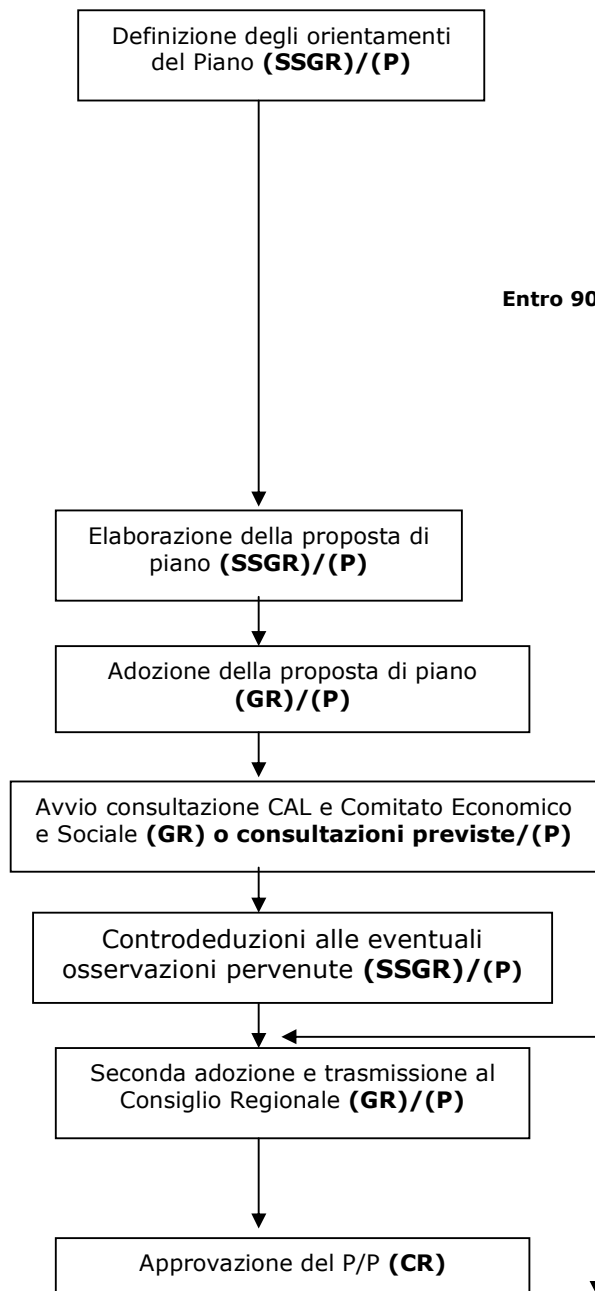 Definizione degli orientamenti
del Piano (SSGR)/(P)
Entro 90
Elaborazione della proposta di
piano (SSGR)/(P)
Adozione della proposta di piano
(GR)/(P)
Avvio consultazione CAL e Comitato Economico
e Sociale (GR) o consultazioni previste/(P)
Controdeduzioni alle eventuali
osservazioni pervenute (SSGR)/(P)
Seconda adozione e trasmissione al
Consiglio Regionale (GR)/(P)
Approvazione del P/P (CR)